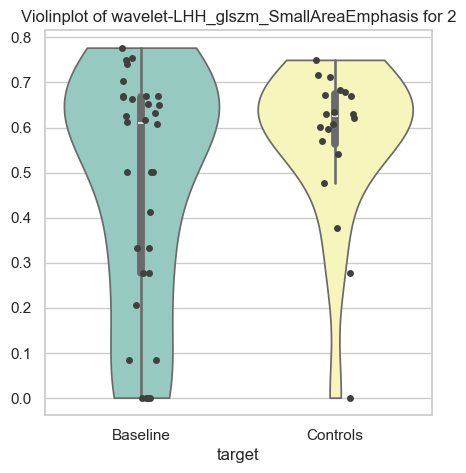 Violinplot of wavelet-LHH_glszm_SmallAreaEmphasis for 2
0.8
0.7
0.6
0.5
0.4
0.3
0.2
0.1
0.0
Baseline
Controls
target